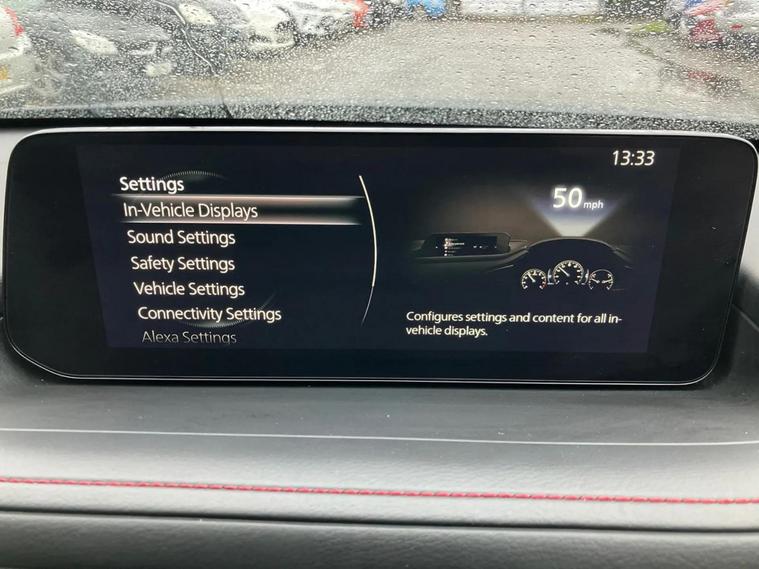 13:33
Settings
In-Vehicle Displays
Sound Settings
Safety Settings
Vehicle Settings
Connectivity Settings
Alexa Settings
50 mph
Configures settings and content for all in-
vehicle displays.